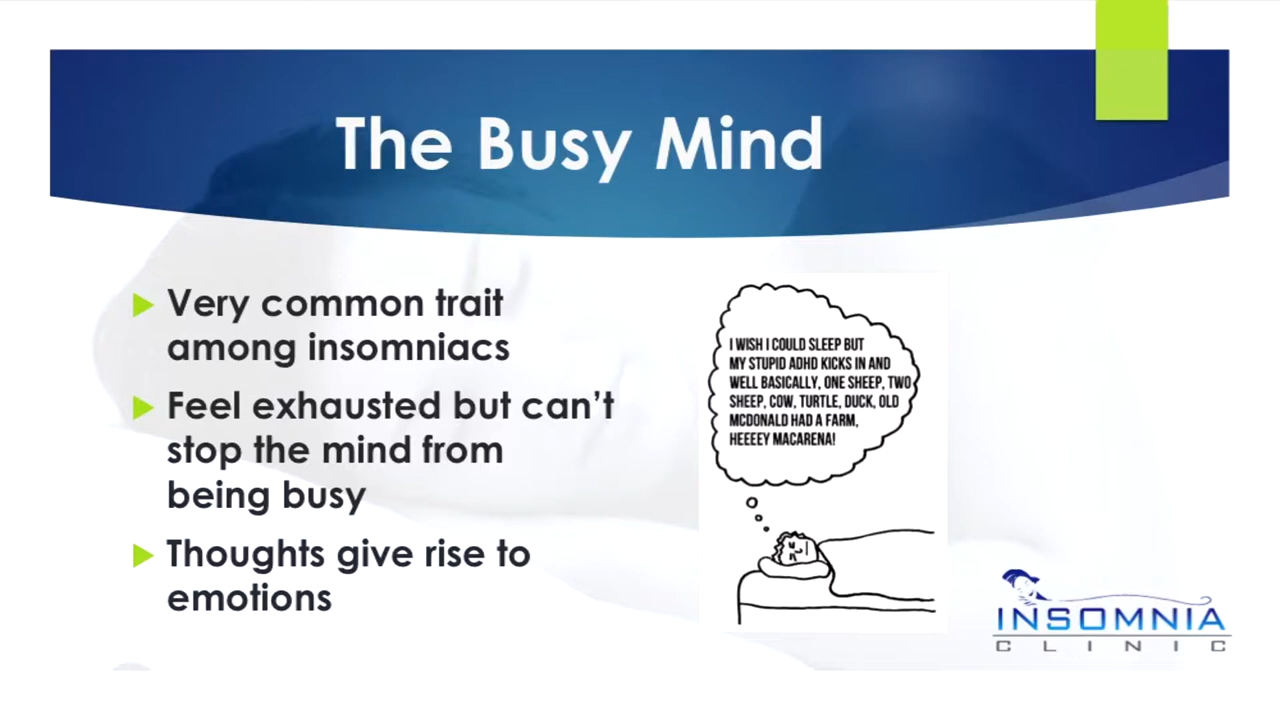 The Busy Mind
Very common trait
among insomniacs
Feel exhausted but can't
stop the mind from
being busy
Thoughts give rise to
emotions
I WISH I COULD SLEEP BUT
MY STUPID ADHD KICKS IN AND
WELL BASICALLY, ONE SHEEP, TWO
SHEEP, COW, TURTLE, DUCK, OLD
MCDONALD HAD A FARM,
HEEEEY MACARENA!
INSOMNIA
CLINIC